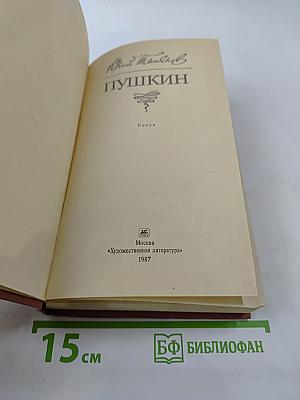 Юрий Тынянов
ПУШКИН
Роман
Москва
«Художественная литература»
1987
15 см
БФ БИБЛИОФАН